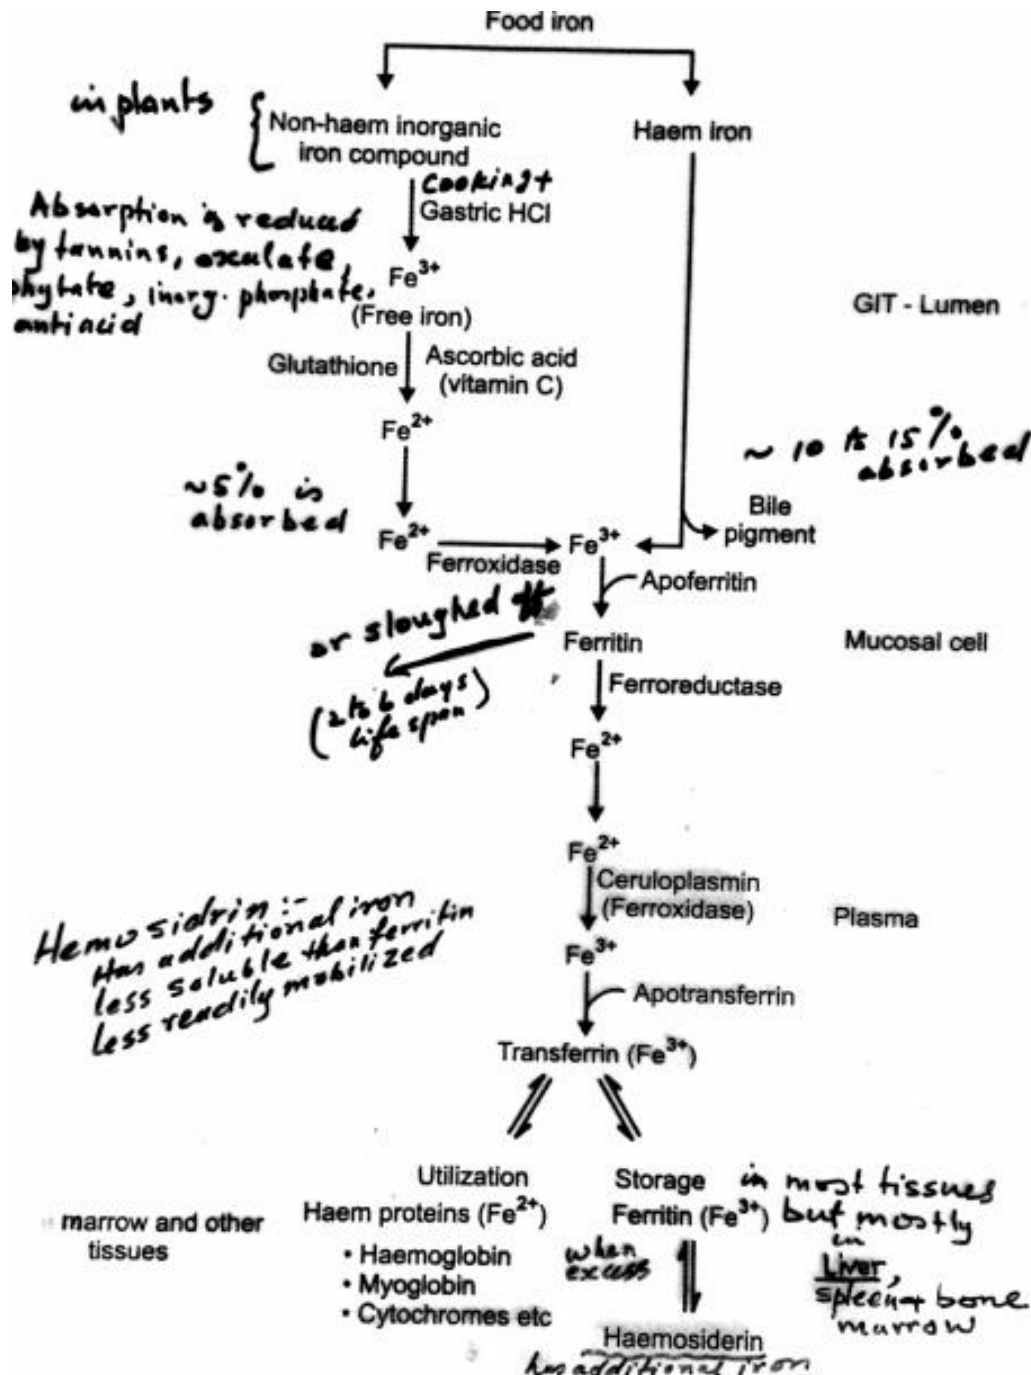 Food iron
in plants
Non-haem inorganic
iron compound
Haem iron
cooking +
Gastric HCl
Absorption is reduced
by tannins, oxalate,
phytate, inorg. phosphate,
antiacid
Fe3+
(Free iron)
GIT - Lumen
Glutathione
Ascorbic acid
(vitamin C)
Fe2+
~ 10 to 15%
absorbed
~5% is
absorbed
Bile
pigment
Fe2+
Ferroxidase
Fe3+
Apoferritin
or sloughed off
(2 to 6 days
life span)
Ferritin
Mucosal cell
Ferroreductase
Fe2+
Fe2+
Ceruloplasmin
(Ferroxidase)
Plasma
Hemosidrin :-
Has additional iron
less soluble than ferritin
less readily mobilized
Fe3+
Apotransferrin
Transferrin (Fe3+)
marrow and other
tissues
Utilization
Haem proteins (Fe2+)
• Haemoglobin
• Myoglobin
• Cytochromes etc
Storage
Ferritin (Fe3+)
in most tissues
but mostly
in
Liver,
spleen + bone
marrow
when
excess
Haemosiderin
has additional iron